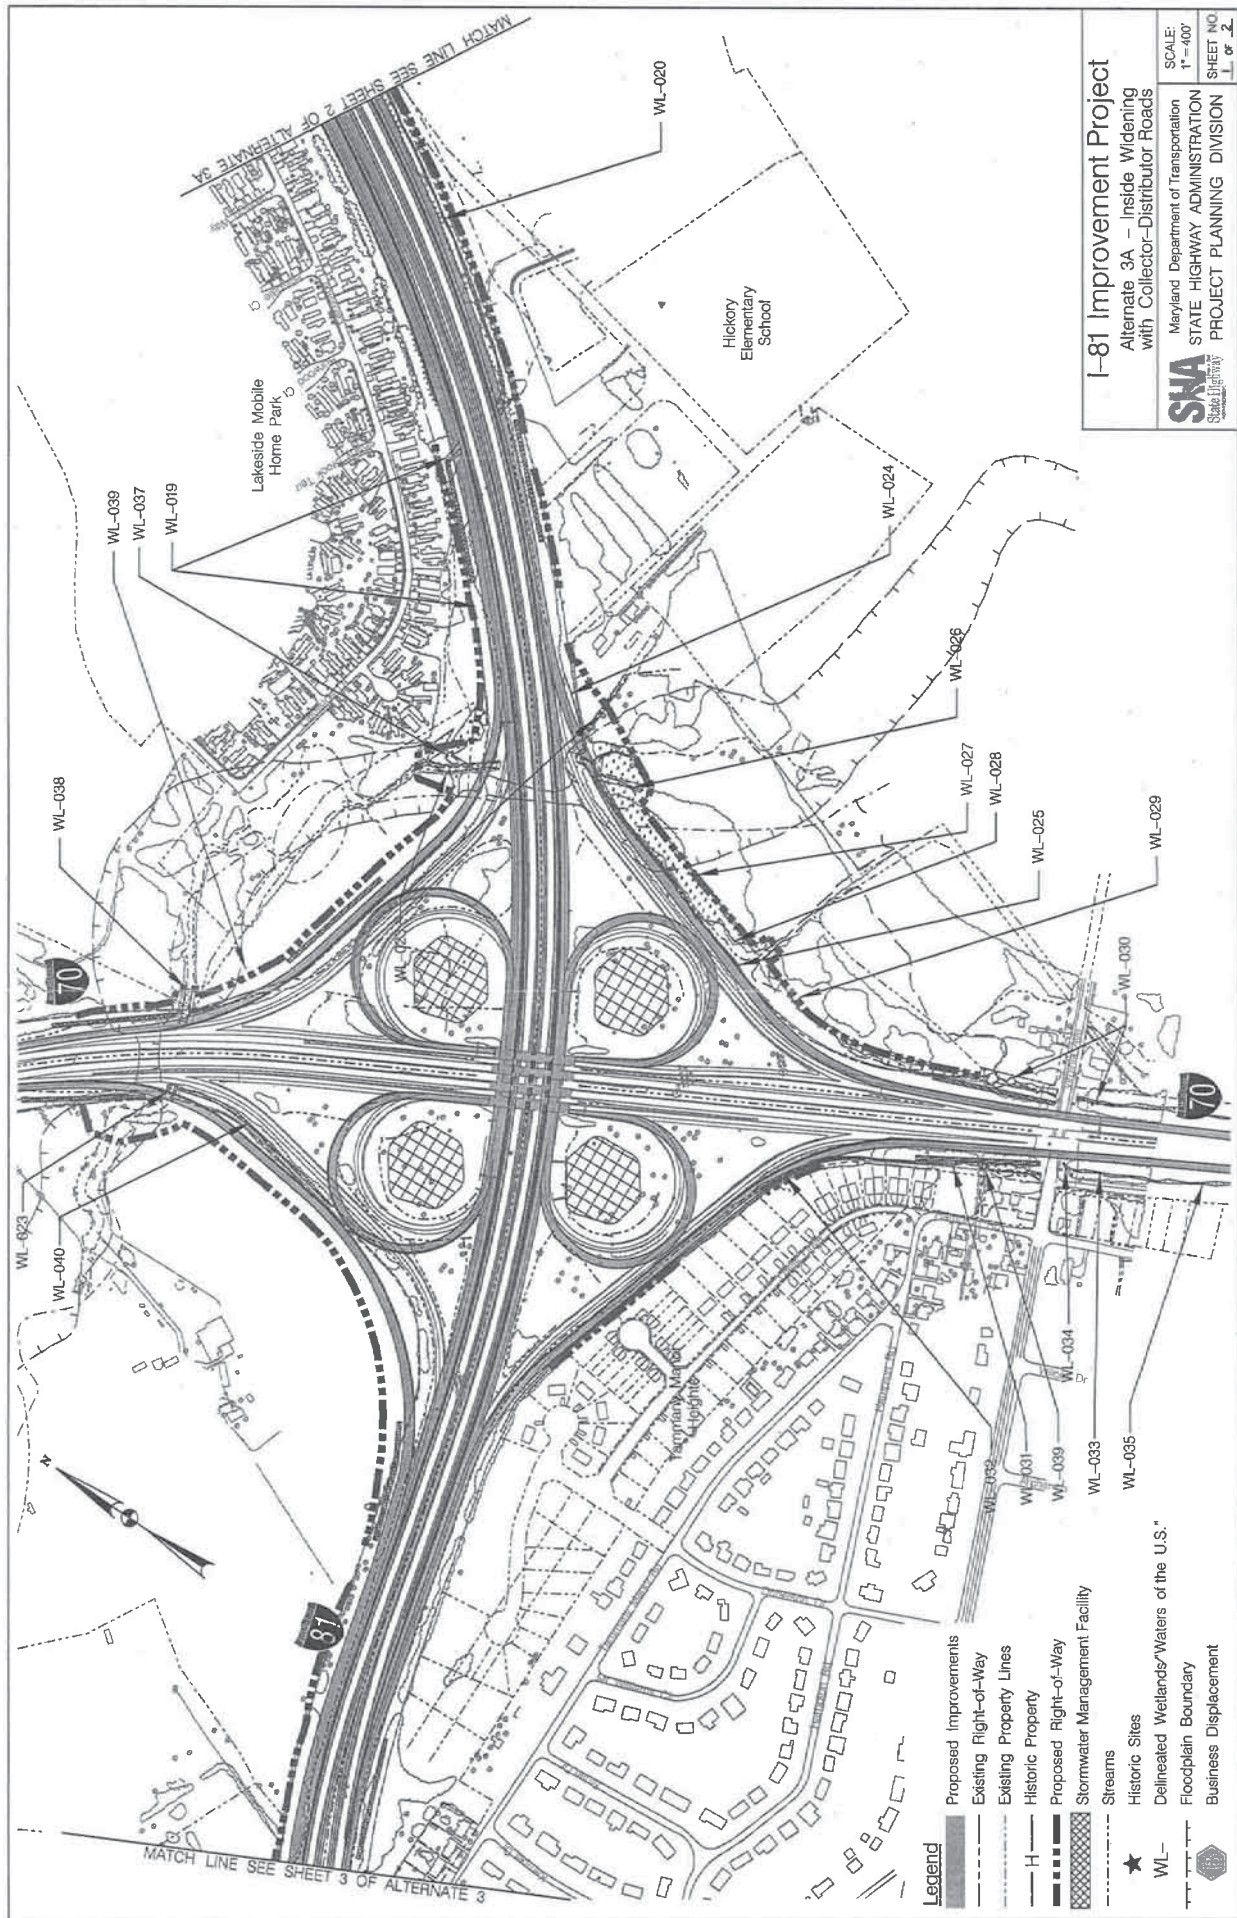 MATCH LINE SEE SHEET 2 OF ALTERNATE 3A
WL-020
Hickory
Elementary
School
Lakeside Mobile
Home Park
WL-039
WL-037
WL-019
WL-038
WL-024
WL-026
WL-027
WL-028
WL-025
WL-029
WL-030
70
70
WL-023
WL-040
81
N
Tammany Manor
Heights
WL-032
WL-031
WL-039
WL-034
WL-033
WL-035
Dr
MATCH LINE SEE SHEET 3 OF ALTERNATE 3
Legend
Proposed Improvements
Existing Right-of-Way
Existing Property Lines
H
Historic Property
Proposed Right-of-Way
Stormwater Management Facility
Streams
Historic Sites
WL-
Delineated Wetlands/"Waters of the U.S."
Floodplain Boundary
Business Displacement
I-81 Improvement Project
Alternate 3A - Inside Widening
with Collector-Distributor Roads
SHA
State Highway
Maryland Department of Transportation
STATE HIGHWAY ADMINISTRATION
PROJECT PLANNING DIVISION
SCALE:
1"=400'
SHEET NO.
1 OF 2